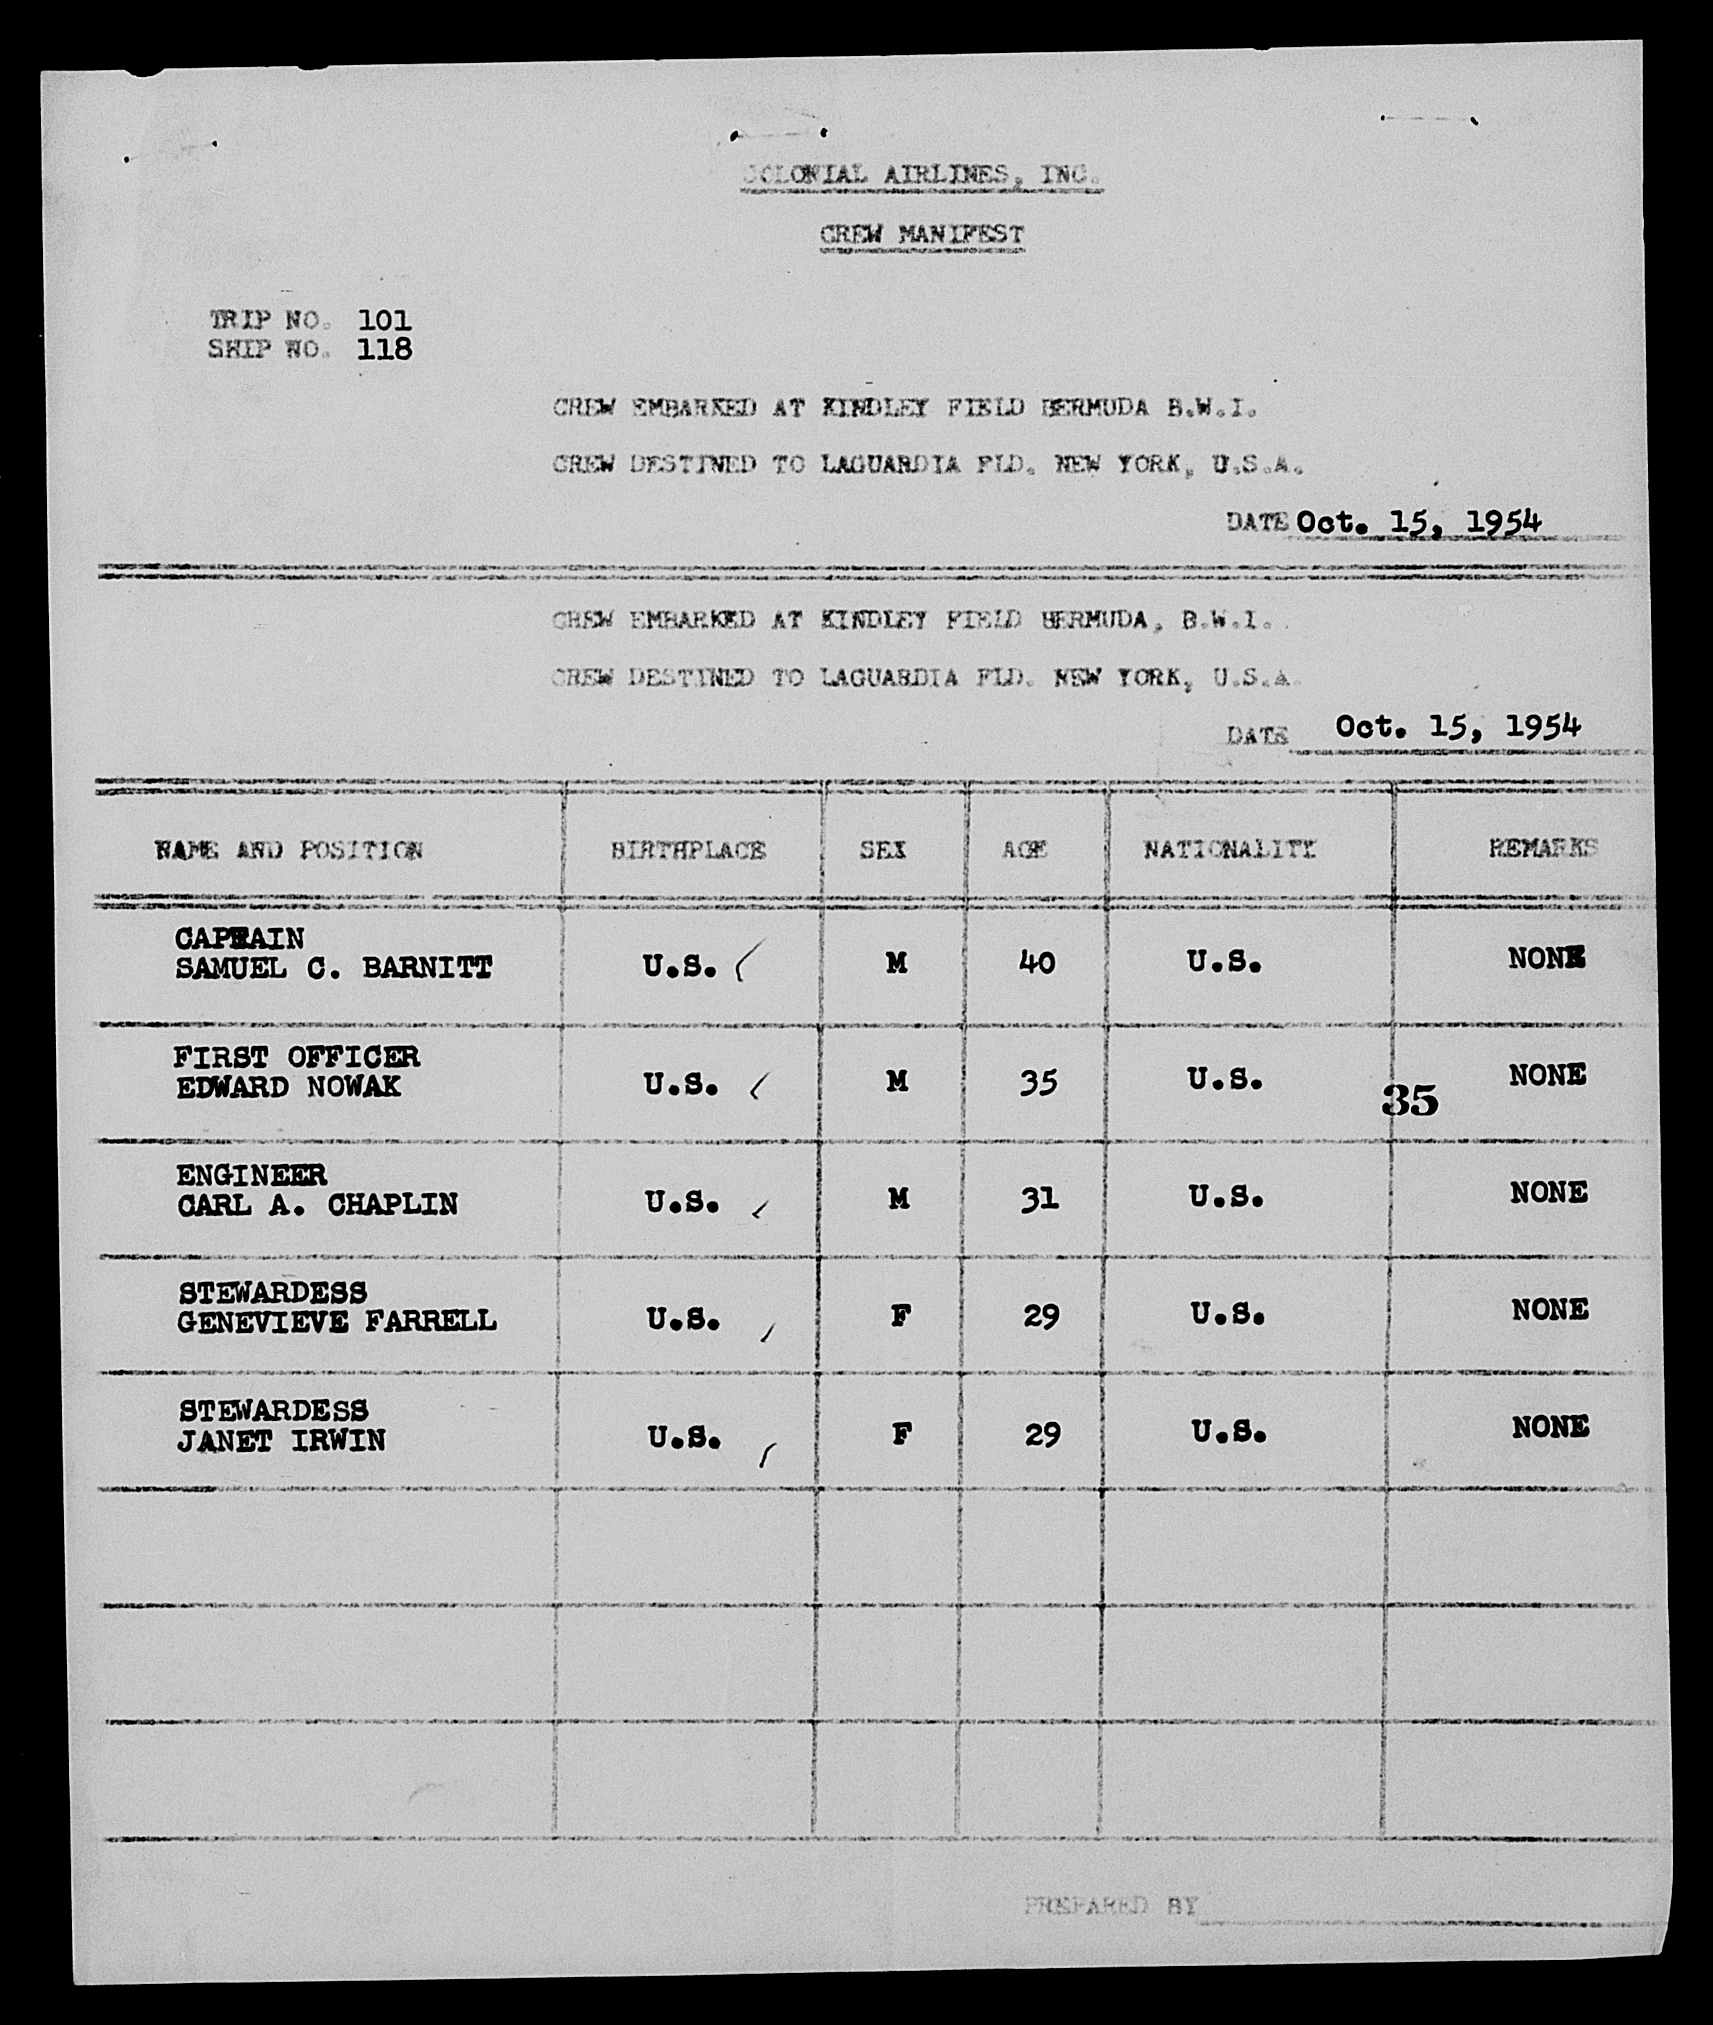 COLONIAL AIRLINES, INC.
CREW MANIFEST
TRIP NO. 101
SHIP NO. 118
CREW EMBARKED AT KINDLEY FIELD BERMUDA B.W.I.
CREW DESTINED TO LAGUARDIA FLD. NEW YORK, U.S.A.
DATE Oct. 15, 1954
CREW EMBARKED AT KINDLEY FIELD BERMUDA, B.W.I.
CREW DESTINED TO LAGUARDIA FLD. NEW YORK, U.S.A.
DATE Oct. 15, 1954
NAME AND POSITION BIRTHPLACE SEX AGE NATIONALITY REMARKS
CAPTAIN
SAMUEL C. BARNITT U.S. M 40 U.S. NONE
FIRST OFFICER
EDWARD NOWAK U.S. M 35 U.S. NONE
35
ENGINEER
CARL A. CHAPLIN U.S. M 31 U.S. NONE
STEWARDESS
GENEVIEVE FARRELL U.S. F 29 U.S. NONE
STEWARDESS
JANET IRWIN U.S. F 29 U.S. NONE
PREPARED BY